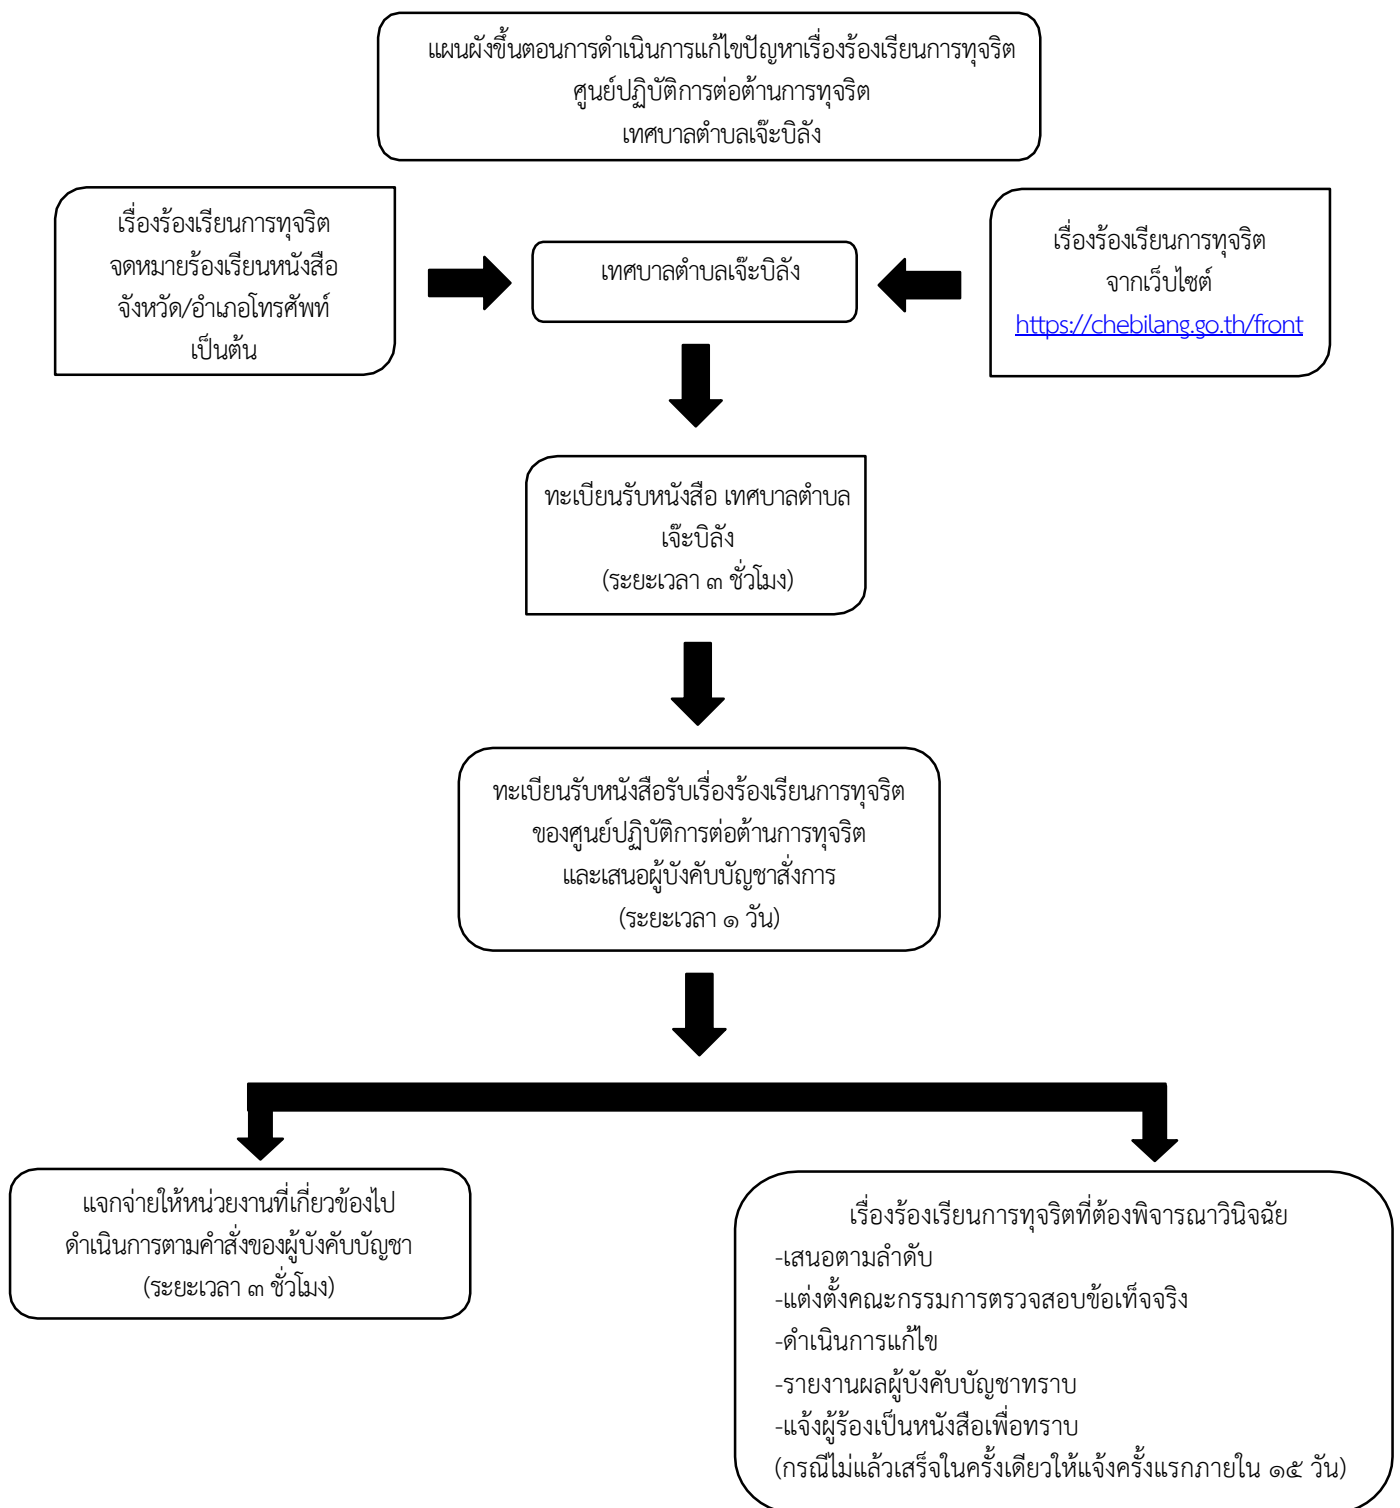 แผนผังขึ้นตอนการดำเนินการแก้ไขปัญหาเรื่องร้องเรียนการทุจริต
ศูนย์ปฏิบัติการต่อต้านการทุจริต
เทศบาลตำบลเจ๊ะบิลัง
เรื่องร้องเรียนการทุจริต
จดหมายร้องเรียนหนังสือ
จังหวัด/อำเภอโทรศัพท์
เป็นต้น
เทศบาลตำบลเจ๊ะบิลัง
เรื่องร้องเรียนการทุจริต
จากเว็บไซต์
https://chebilang.go.th/front
ทะเบียนรับหนังสือ เทศบาลตำบล
เจ๊ะบิลัง
(ระยะเวลา ๓ ชั่วโมง)
ทะเบียนรับหนังสือรับเรื่องร้องเรียนการทุจริต
ของศูนย์ปฏิบัติการต่อต้านการทุจริต
และเสนอผู้บังคับบัญชาสั่งการ
(ระยะเวลา ๑ วัน)
แจกจ่ายให้หน่วยงานที่เกี่ยวข้องไป
ดำเนินการตามคำสั่งของผู้บังคับบัญชา
(ระยะเวลา ๓ ชั่วโมง)
เรื่องร้องเรียนการทุจริตที่ต้องพิจารณาวินิจฉัย
-เสนอตามลำดับ
-แต่งตั้งคณะกรรมการตรวจสอบข้อเท็จจริง
-ดำเนินการแก้ไข
-รายงานผลผู้บังคับบัญชาทราบ
-แจ้งผู้ร้องเป็นหนังสือเพื่อทราบ
(กรณีไม่แล้วเสร็จในครั้งเดียวให้แจ้งครั้งแรกภายใน ๑๕ วัน)